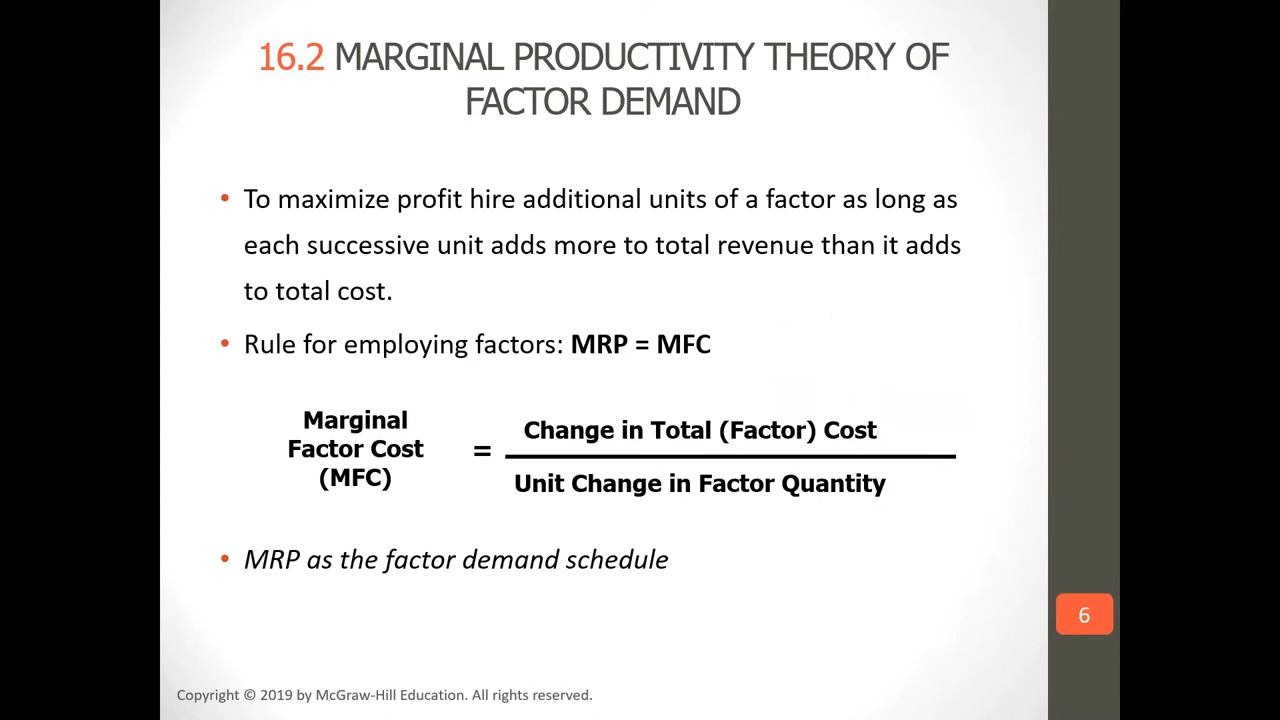 16.2 MARGINAL PRODUCTIVITY THEORY OF
FACTOR DEMAND
• To maximize profit hire additional units of a factor as long as
each successive unit adds more to total revenue than it adds
to total cost.
• Rule for employing factors: MRP = MFC
Marginal
Factor Cost
(MFC)
=
Change in Total (Factor) Cost
Unit Change in Factor Quantity
• MRP as the factor demand schedule
6
Copyright © 2019 by McGraw-Hill Education. All rights reserved.